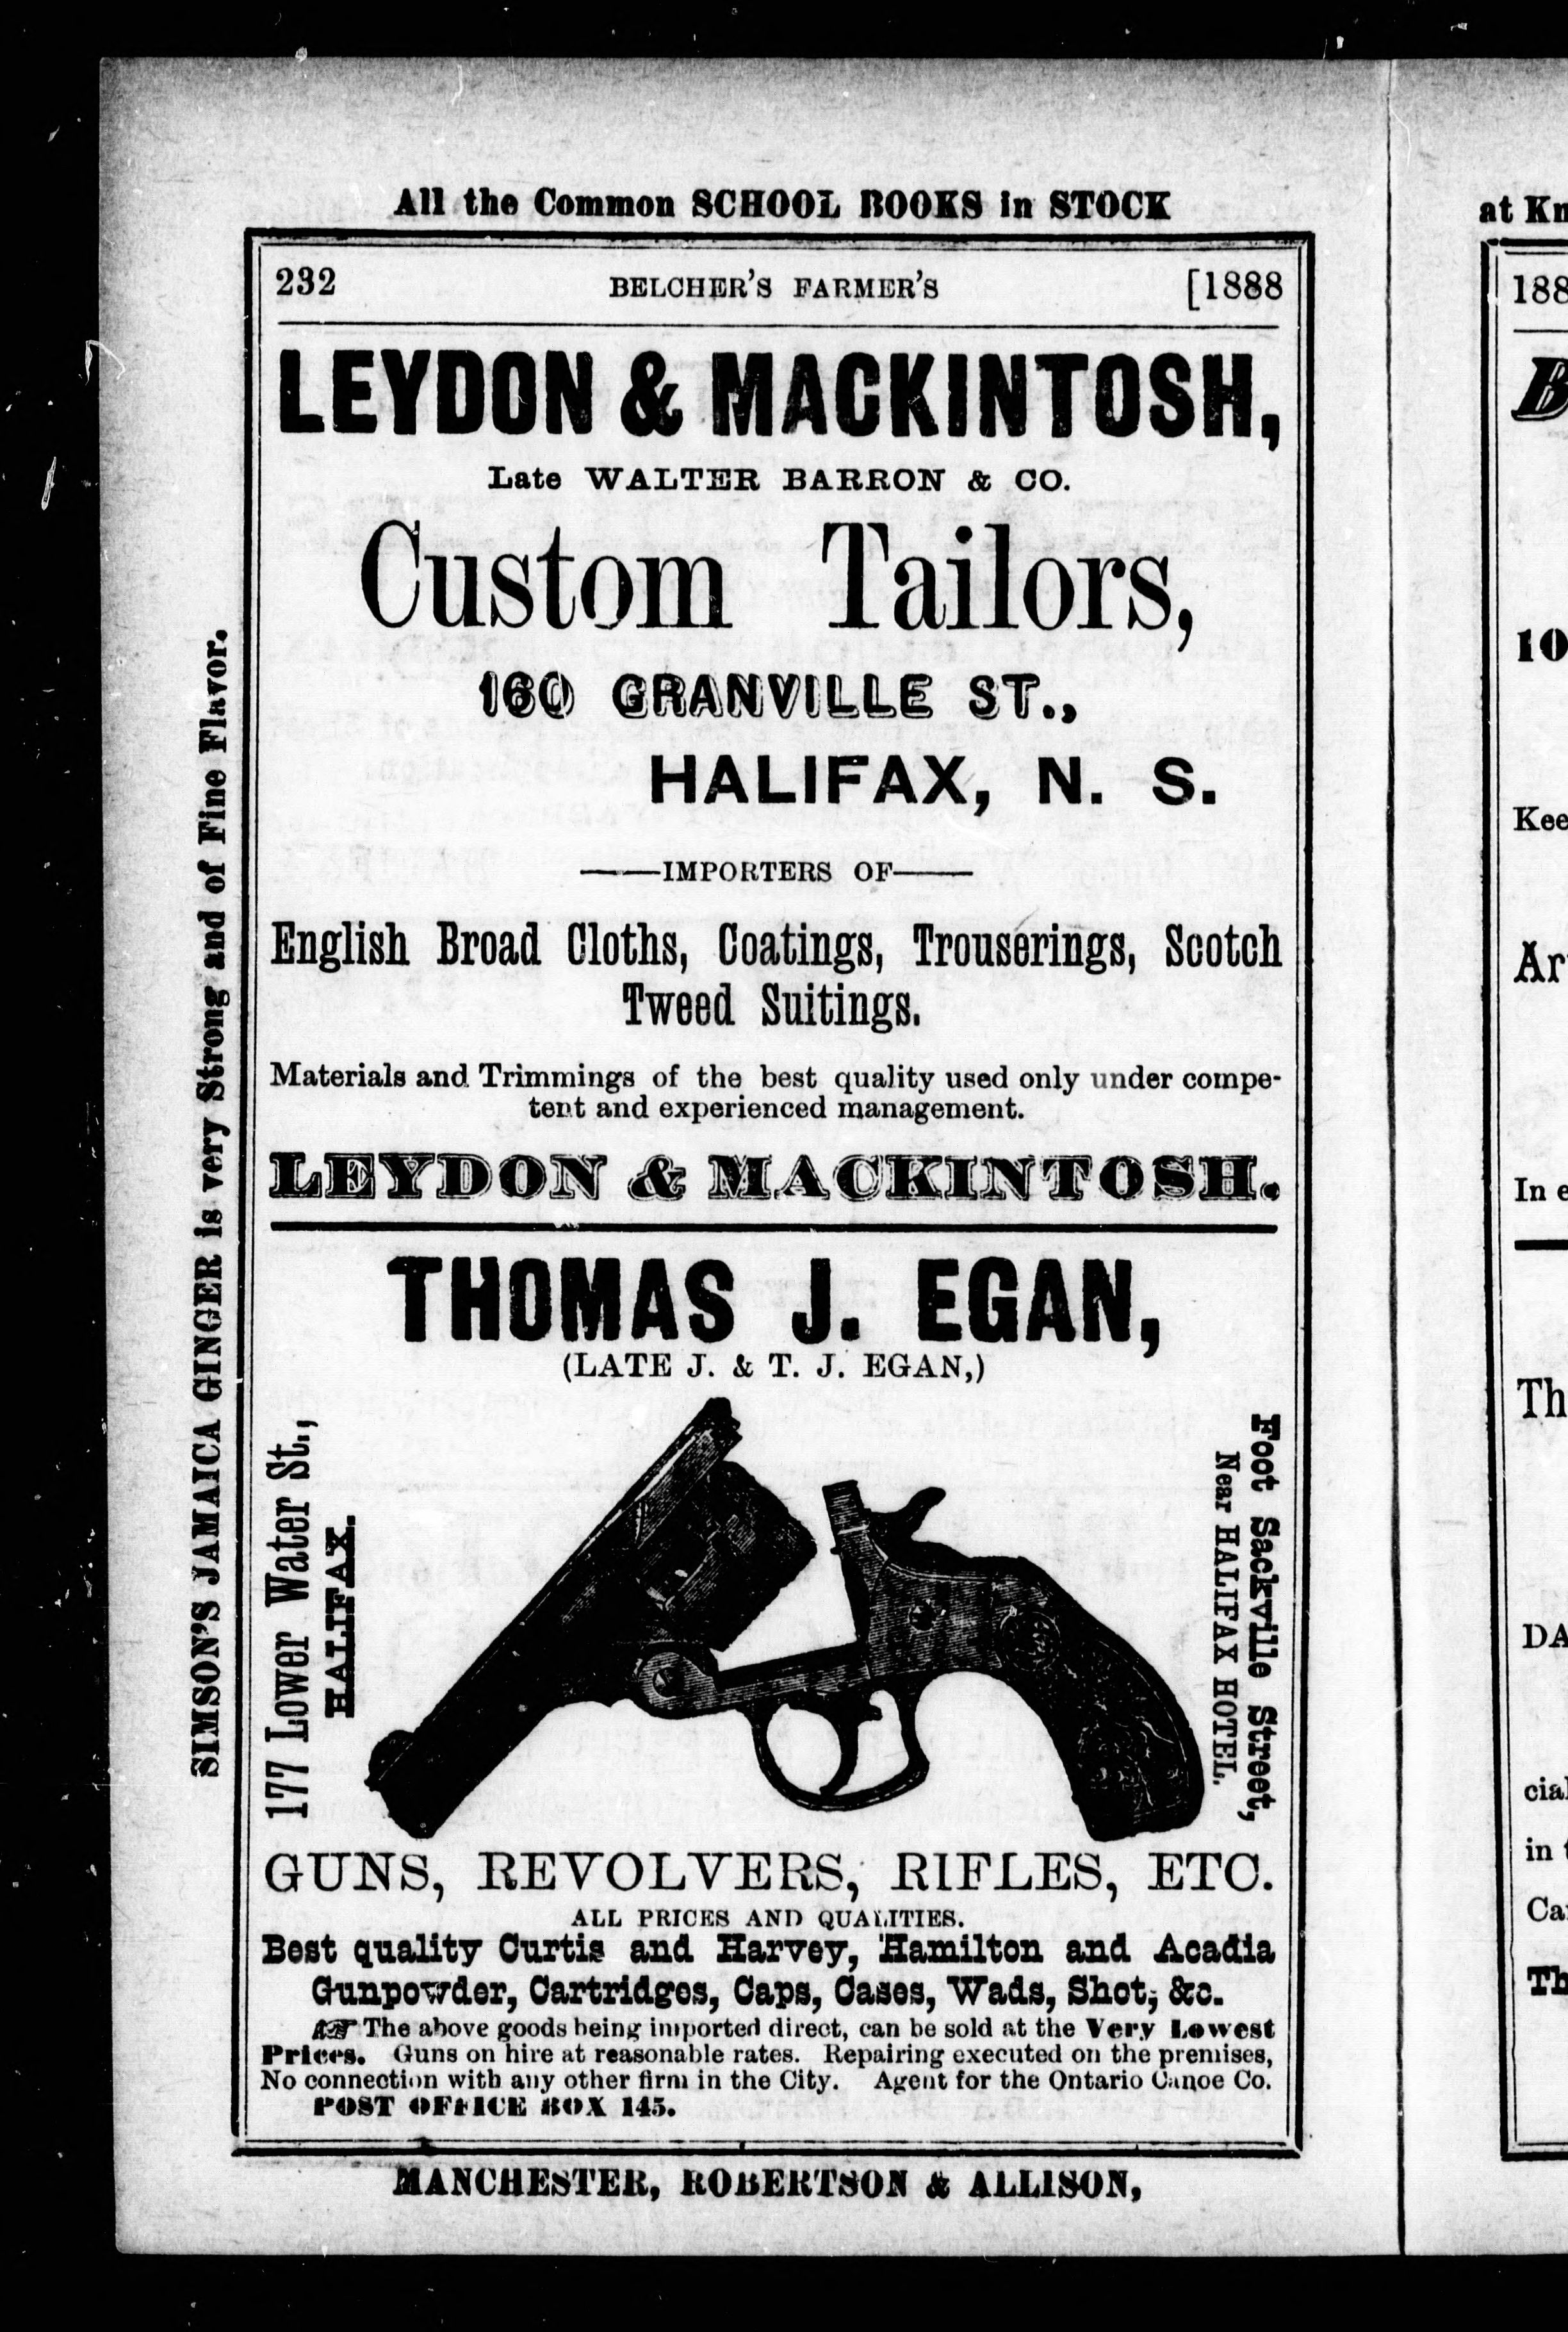 All the Common SCHOOL BOOKS in STOCK
232 BELCHER'S FARMER'S [1888
LEYDON & MACKINTOSH,
Late WALTER BARRON & CO.
Custom Tailors,
160 GRANVILLE ST.,
HALIFAX, N. S.
——IMPORTERS OF——
English Broad Cloths, Coatings, Trouserings, Scotch
Tweed Suitings.
Materials and Trimmings of the best quality used only under compe-
tent and experienced management.
LEYDON & MACKINTOSH.
THOMAS J. EGAN,
(LATE J. & T. J. EGAN,)
177 Lower Water St.,
HALIFAX.
Foot Sackville Street,
Near HALIFAX HOTEL.
GUNS, REVOLVERS, RIFLES, ETC.
ALL PRICES AND QUALITIES.
Best quality Curtis and Harvey, Hamilton and Acadia
Gunpowder, Cartridges, Caps, Cases, Wads, Shot, &c.
☞ The above goods being imported direct, can be sold at the Very Lowest
Prices. Guns on hire at reasonable rates. Repairing executed on the premises,
No connection with any other firm in the City. Agent for the Ontario Canoe Co.
POST OFFICE BOX 145.
MANCHESTER, ROBERTSON & ALLISON,
SIMSON'S JAMAICA GINGER is very Strong and of Fine Flavor.
at Kn
188
B
10
Kee
Ar
In e
Th
DA
cial
in t
Ca
Th